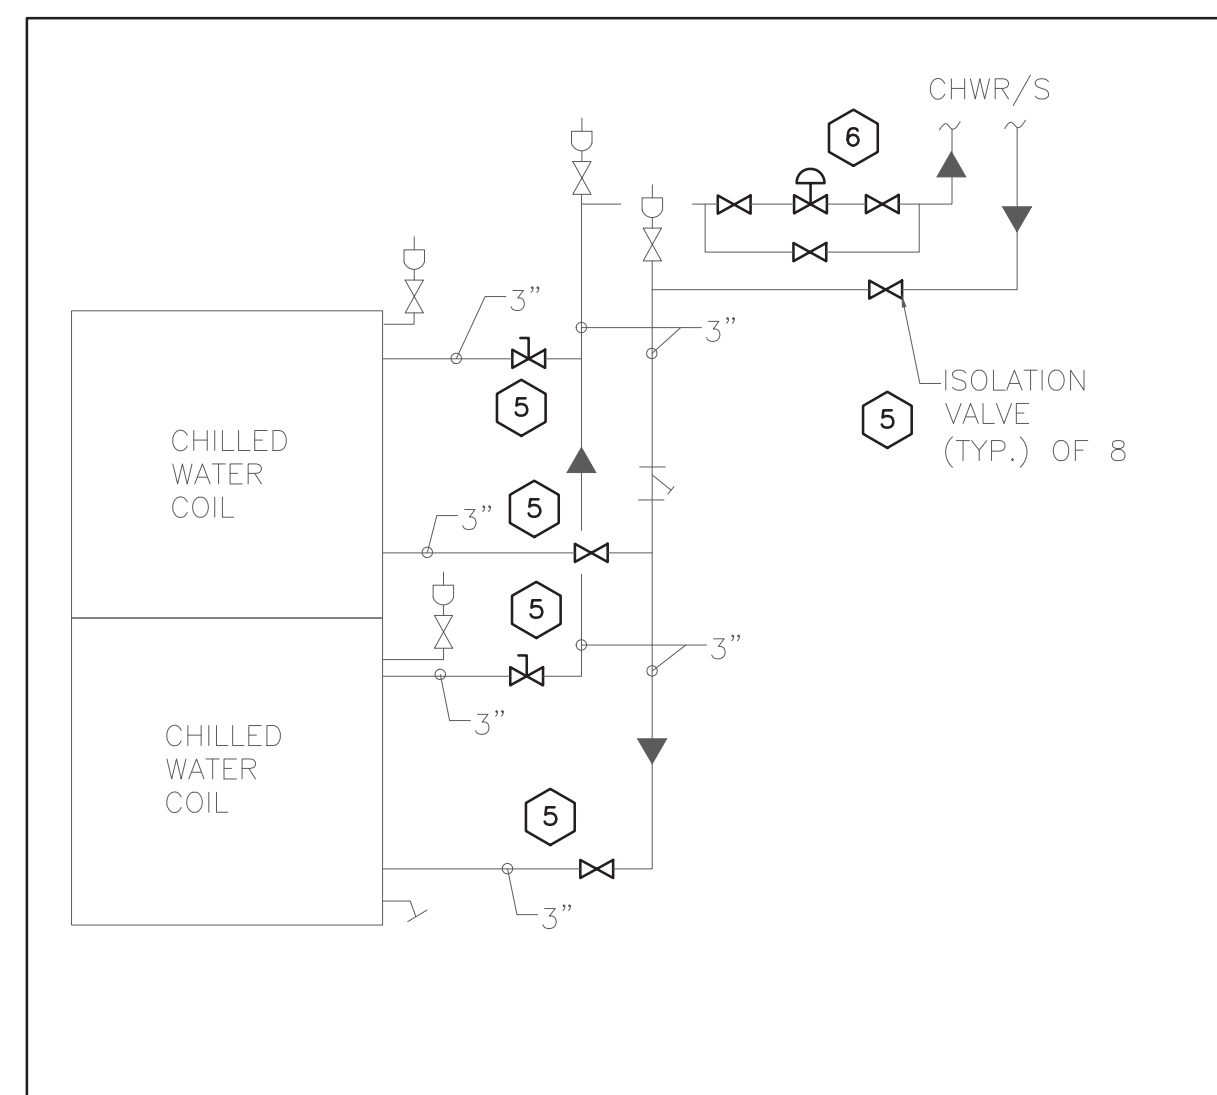 CHWR/S
6
3"
3"
ISOLATION
VALVE
(TYP.) OF 8
5
5
CHILLED
WATER
COIL
5
3"
5
3"
3"
CHILLED
WATER
COIL
5
3"